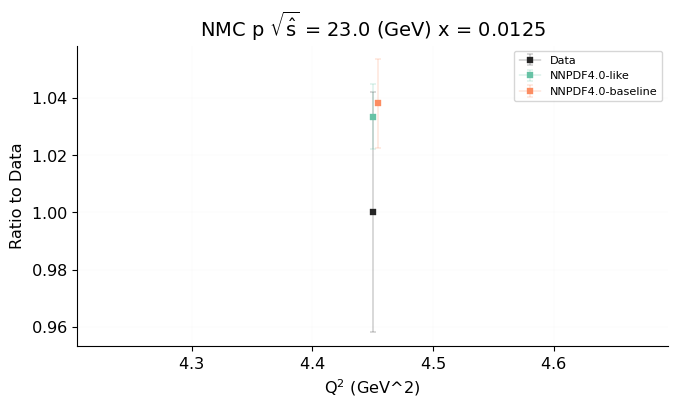 NMC p √ŝ = 23.0 (GeV) x = 0.0125
Data
NNPDF4.0-like
NNPDF4.0-baseline
Ratio to Data
1.04
1.02
1.00
0.98
0.96
4.3 4.4 4.5 4.6
Q² (GeV^2)